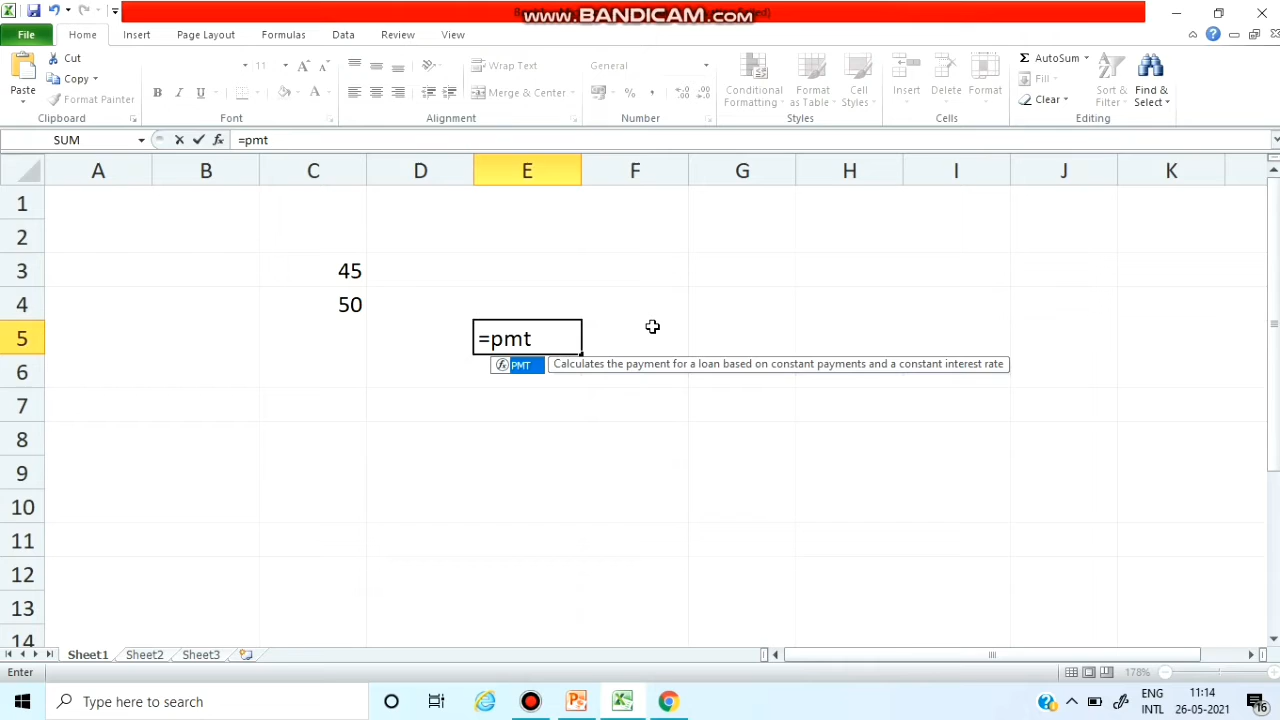 www.BANDICAM.com
File Home Insert Page Layout Formulas Data Review View
Paste
Cut
Copy
Format Painter
Clipboard
11 A A
B I U A
Font
Wrap Text
Merge & Center
Alignment
General
% ,
Number
Conditional Formatting
Format as Table
Cell Styles
Styles
Insert
Delete
Format
Cells
Σ AutoSum
Fill
Clear
Sort & Filter
Find & Select
Editing
SUM fx =pmt
A B C D E F G H I J K
1
2
3 45
4 50
5 =pmt
PMT Calculates the payment for a loan based on constant payments and a constant interest rate
6
7
8
9
10
11
12
13
14
Sheet1 Sheet2 Sheet3
Enter 178%
Type here to search
ENG
INTL
11:14
26-05-2021
16